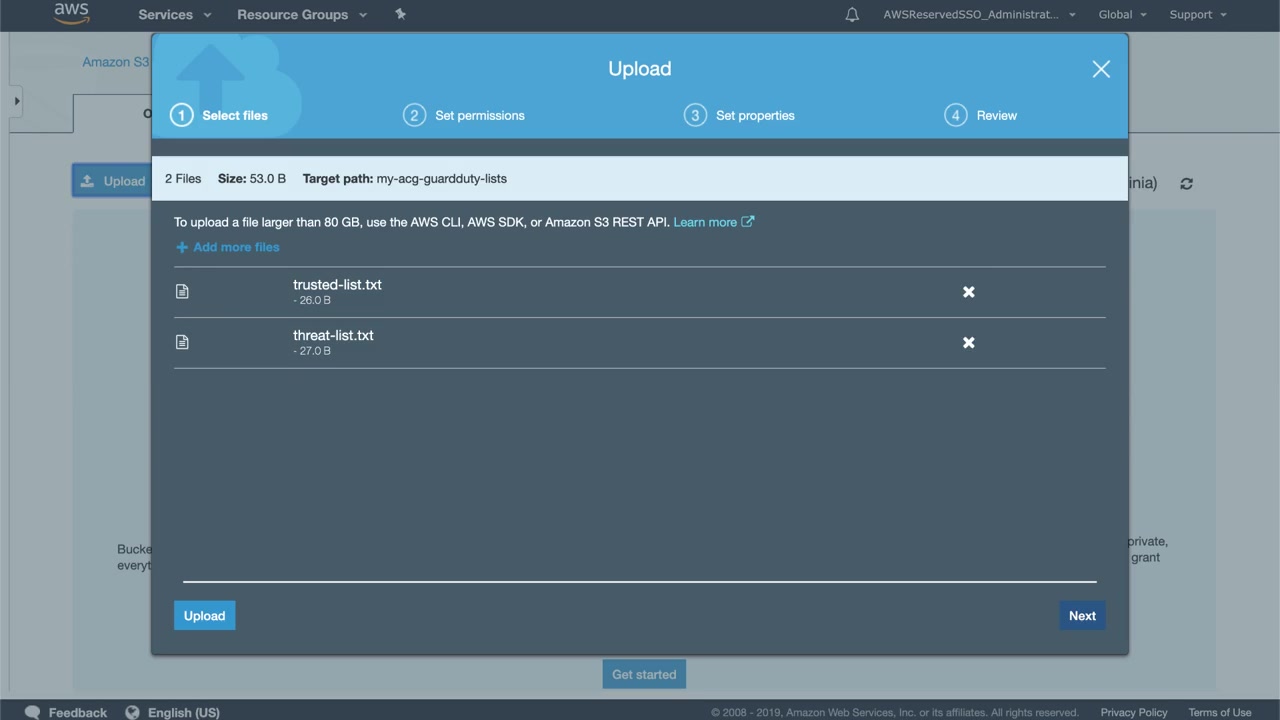 aws Services Resource Groups AWSReservedSSO_Administrat... Global Support
Amazon S3
Upload
1 Select files 2 Set permissions 3 Set properties 4 Review
O
Upload
2 Files Size: 53.0 B Target path: my-acg-guardduty-lists
inia)
To upload a file larger than 80 GB, use the AWS CLI, AWS SDK, or Amazon S3 REST API. Learn more
Add more files
trusted-list.txt
- 26.0 B
threat-list.txt
- 27.0 B
Bucke
everyt
private,
grant
Upload Next
Get started
Feedback English (US) © 2008 - 2019, Amazon Web Services, Inc. or its affiliates. All rights reserved. Privacy Policy Terms of Use